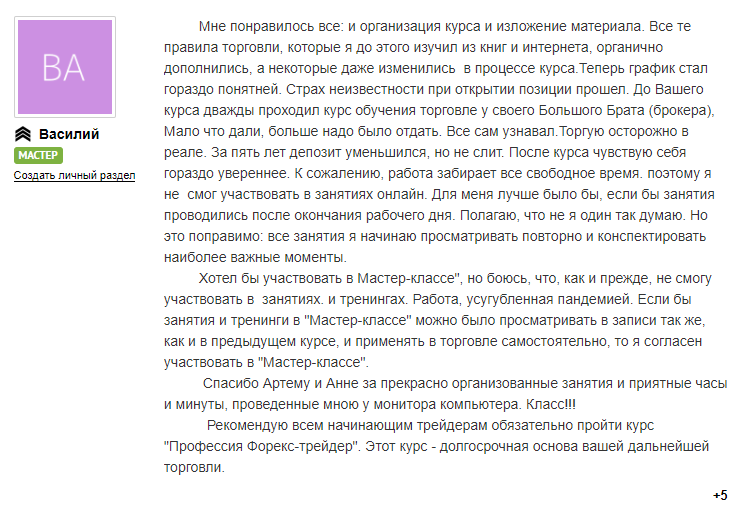 Мне понравилось все: и организация курса и изложение материала. Все те
правила торговли, которые я до этого изучил из книг и интернета, органично
дополнились, а некоторые даже изменились в процессе курса.Теперь график стал
гораздо понятней. Страх неизвестности при открытии позиции прошел. До Вашего
курса дважды проходил курс обучения торговле у своего Большого Брата (брокера),
Мало что дали, больше надо было отдать. Все сам узнавал.Торгую осторожно в
реале. За пять лет депозит уменьшился, но не слит. После курса чувствую себя
гораздо увереннее. К сожалению, работа забирает все свободное время. поэтому я
не смог участвовать в занятиях онлайн. Для меня лучше было бы, если бы занятия
проводились после окончания рабочего дня. Полагаю, что не я один так думаю. Но
это поправимо: все занятия я начинаю просматривать повторно и конспектировать
наиболее важные моменты.
Хотел бы участвовать в Мастер-классе", но боюсь, что, как и прежде, не смогу
участвовать в занятиях. и тренингах. Работа, усугубленная пандемией. Если бы
занятия и тренинги в "Мастер-классе" можно было просматривать в записи так же,
как и в предыдущем курсе, и применять в торговле самостоятельно, то я согласен
участвовать в "Мастер-классе".
Спасибо Артему и Анне за прекрасно организованные занятия и приятные часы
и минуты, проведенные мною у монитора компьютера. Класс!!!
Рекомендую всем начинающим трейдерам обязательно пройти курс
"Профессия Форекс-трейдер". Этот курс - долгосрочная основа вашей дальнейшей
торговли.
ВА
Василий
МАСТЕР
Создать личный раздел
+5